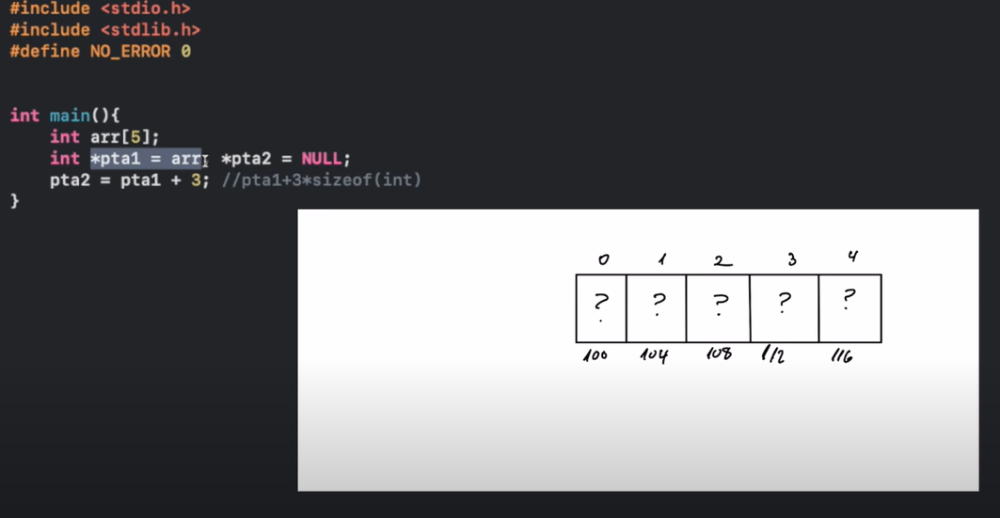 #include <stdio.h>
#include <stdlib.h>
#define NO_ERROR 0
int main(){
int arr[5];
int *pta1 = arr, *pta2 = NULL;
pta2 = pta1 + 3; //pta1+3*sizeof(int)
}
0 1 2 3 4
? ? ? ? ?
100 104 108 112 116